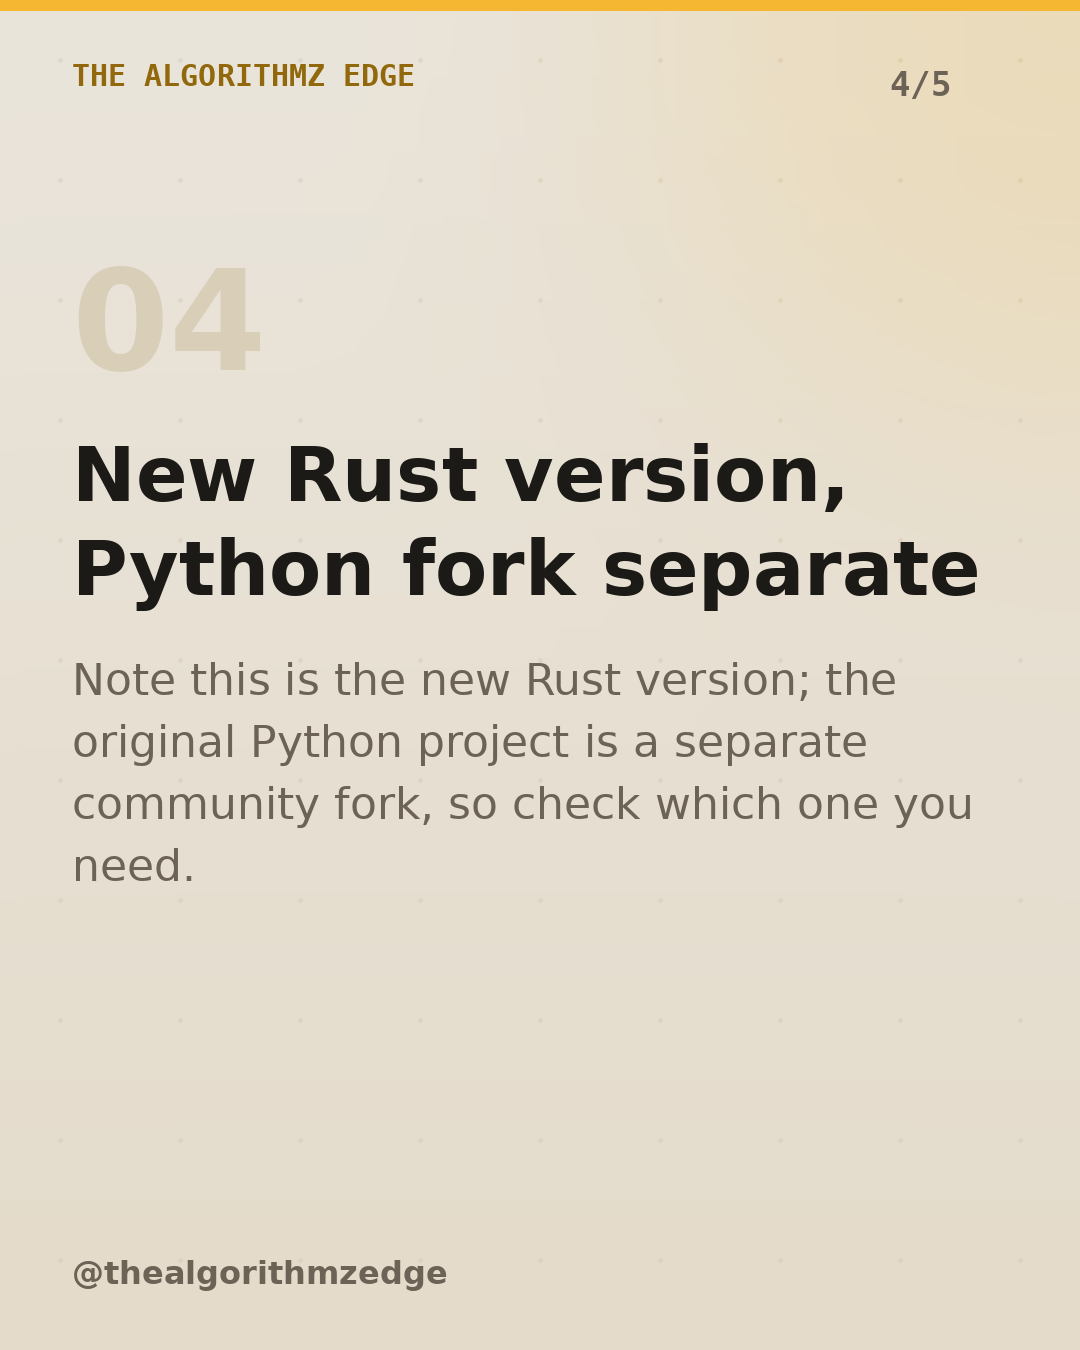 THE ALGORITHMZ EDGE
4/5
04
New Rust version,
Python fork separate
Note this is the new Rust version; the
original Python project is a separate
community fork, so check which one you
need.
@thealgorithmzedge